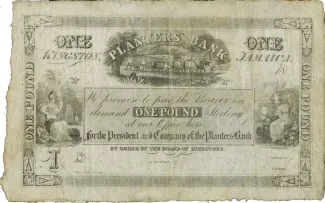 ONE PLANTERS BANK ONE
KINGSTON, JAMAICA,
We promise to pay the Bearer on
demand ONE POUND Sterling
at our Office here
for the President and Company of the Planters Bank
BY ORDER OF THE BOARD OF DIRECTORS
ONE POUND
ONE POUND
1